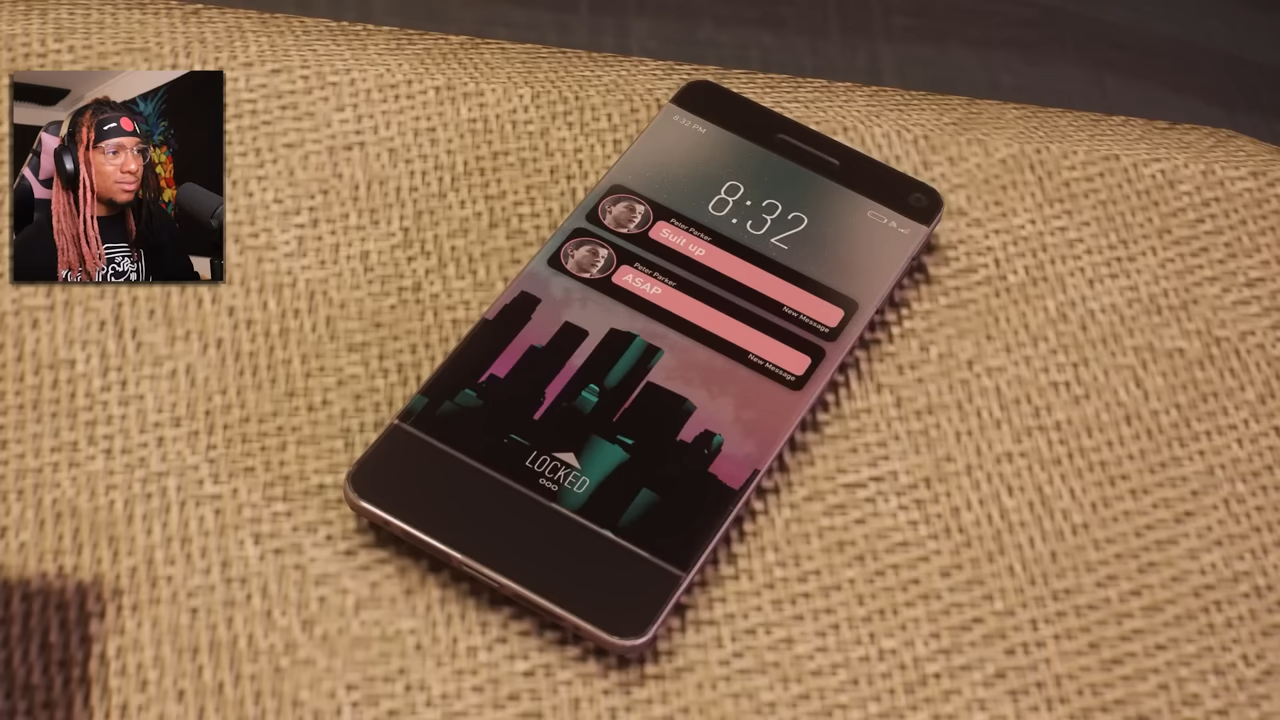 8:32 PM
8:32
Peter Parker
Suit up
New Message
Peter Parker
ASAP
New Message
LOCKED